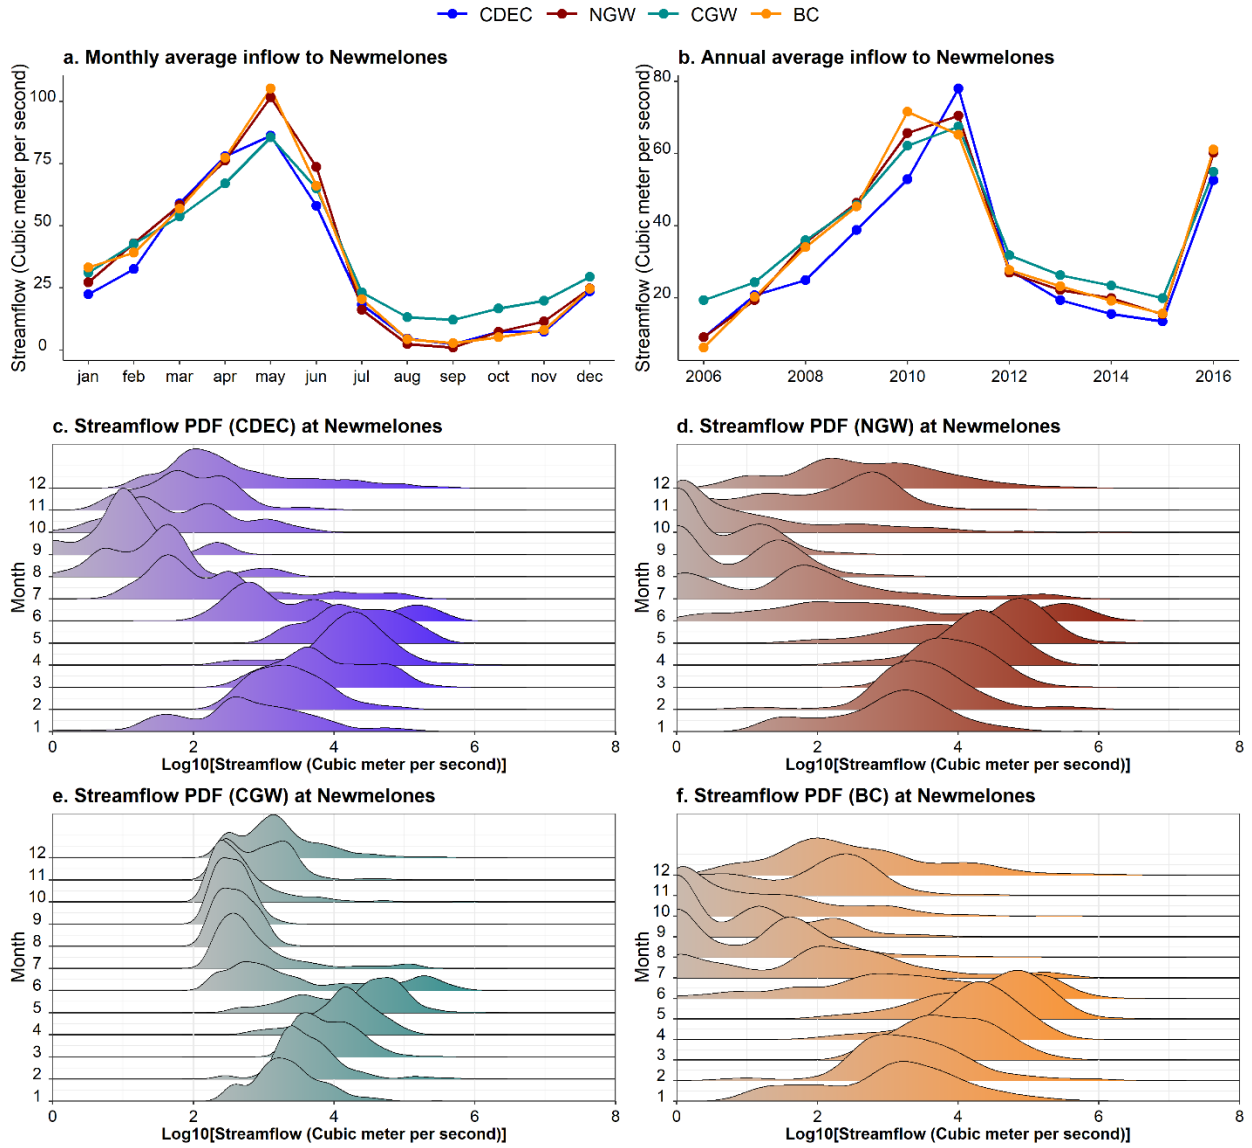 CDEC NGW CGW BC
a. Monthly average inflow to Newmelones
Streamflow (Cubic meter per second)
100
75
50
25
0
jan feb mar apr may jun jul aug sep oct nov dec
b. Annual average inflow to Newmelones
Streamflow (Cubic meter per second)
80
60
40
20
2006 2008 2010 2012 2014 2016
c. Streamflow PDF (CDEC) at Newmelones
Month
12
11
10
9
8
7
6
5
4
3
2
1
0 2 4 6 8
Log10[Streamflow (Cubic meter per second)]
d. Streamflow PDF (NGW) at Newmelones
Month
12
11
10
9
8
7
6
5
4
3
2
1
0 2 4 6 8
Log10[Streamflow (Cubic meter per second)]
e. Streamflow PDF (CGW) at Newmelones
Month
12
11
10
9
8
7
6
5
4
3
2
1
0 2 4 6 8
Log10[Streamflow (Cubic meter per second)]
f. Streamflow PDF (BC) at Newmelones
Month
12
11
10
9
8
7
6
5
4
3
2
1
0 2 4 6 8
Log10[Streamflow (Cubic meter per second)]